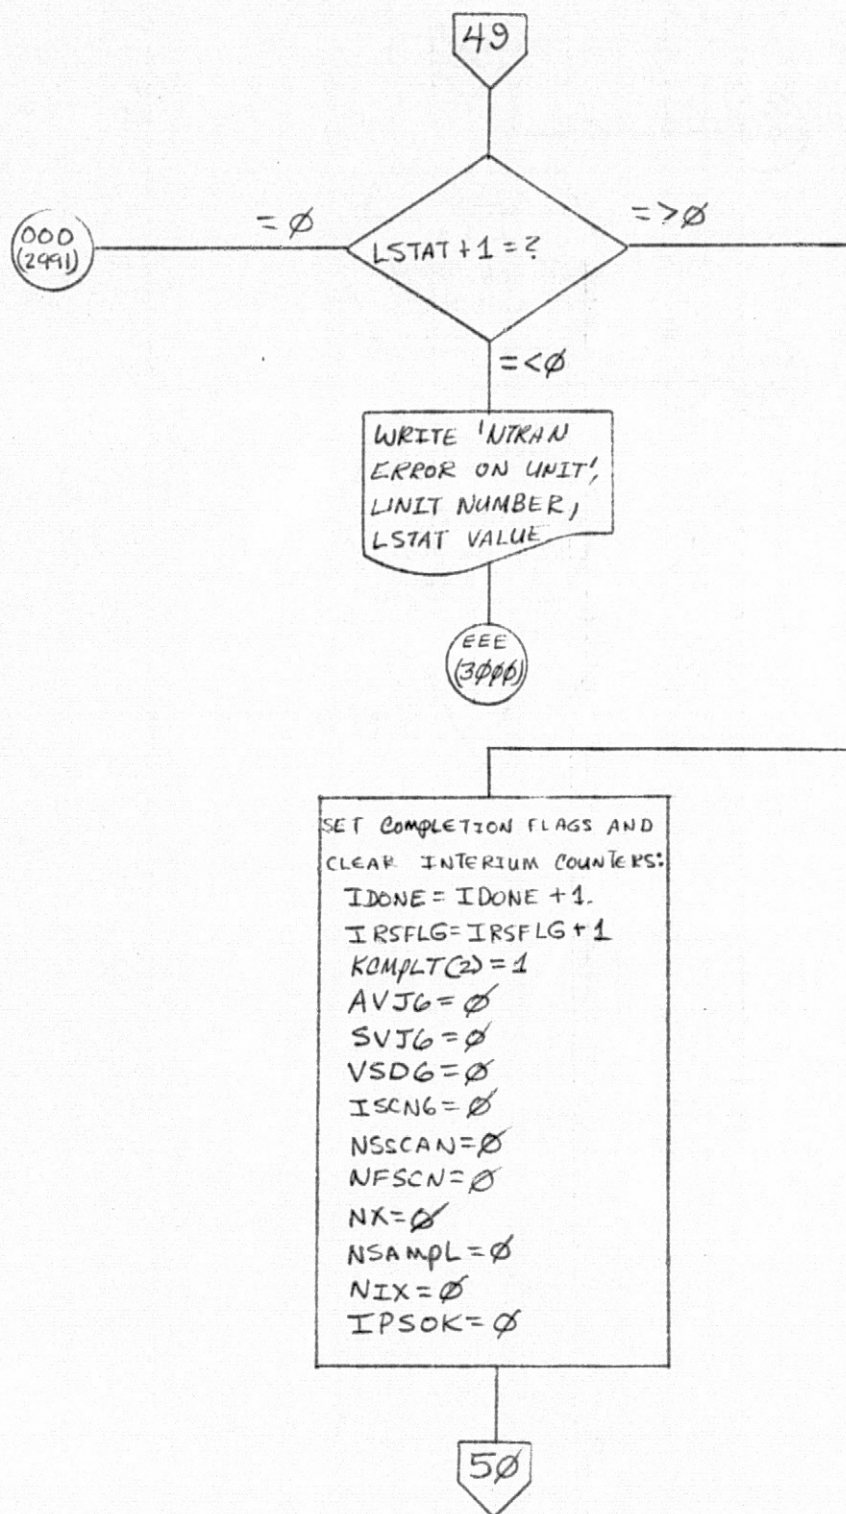 49
= Ø
LSTAT + 1 = ?
= > Ø
OOO
(2991)
= < Ø
WRITE 'NTRAN
ERROR ON UNIT',
UNIT NUMBER,
LSTAT VALUE
EEE
(3ØØØ)
SET COMPLETION FLAGS AND
CLEAR INTERIUM COUNTERS:
IDONE = IDONE + 1.
IRSFLG = IRSFLG + 1
KOMPLT(2) = 1
AVJ6 = Ø
SVJ6 = Ø
VSD6 = Ø
ISCN6 = Ø
NSSCAN = Ø
NFSCN = Ø
NX = Ø
NSAMPL = Ø
NIX = Ø
IPSOK = Ø
5Ø